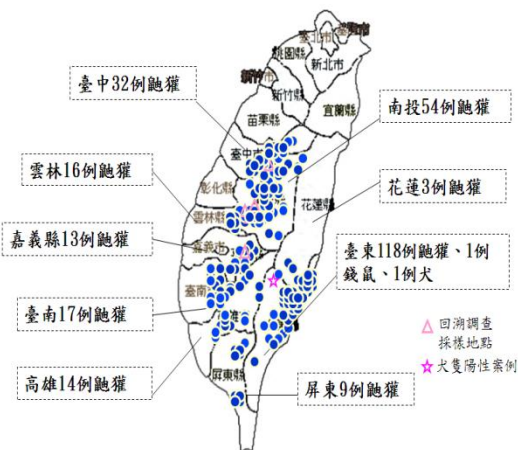 臺北市
桃園縣
新北市
新竹市
新竹縣
宜蘭縣
苗栗縣
臺中32例鼬獾
南投54例鼬獾
臺中市
雲林16例鼬獾
彰化縣
花蓮縣
花蓮3例鼬獾
雲林縣
嘉義縣13例鼬獾
嘉義市
臺東118例鼬獾、1例
錢鼠、1例犬
臺南
臺南17例鼬獾
回溯調查
採樣地點
犬隻陽性案例
高雄14例鼬獾
屏東縣
屏東9例鼬獾